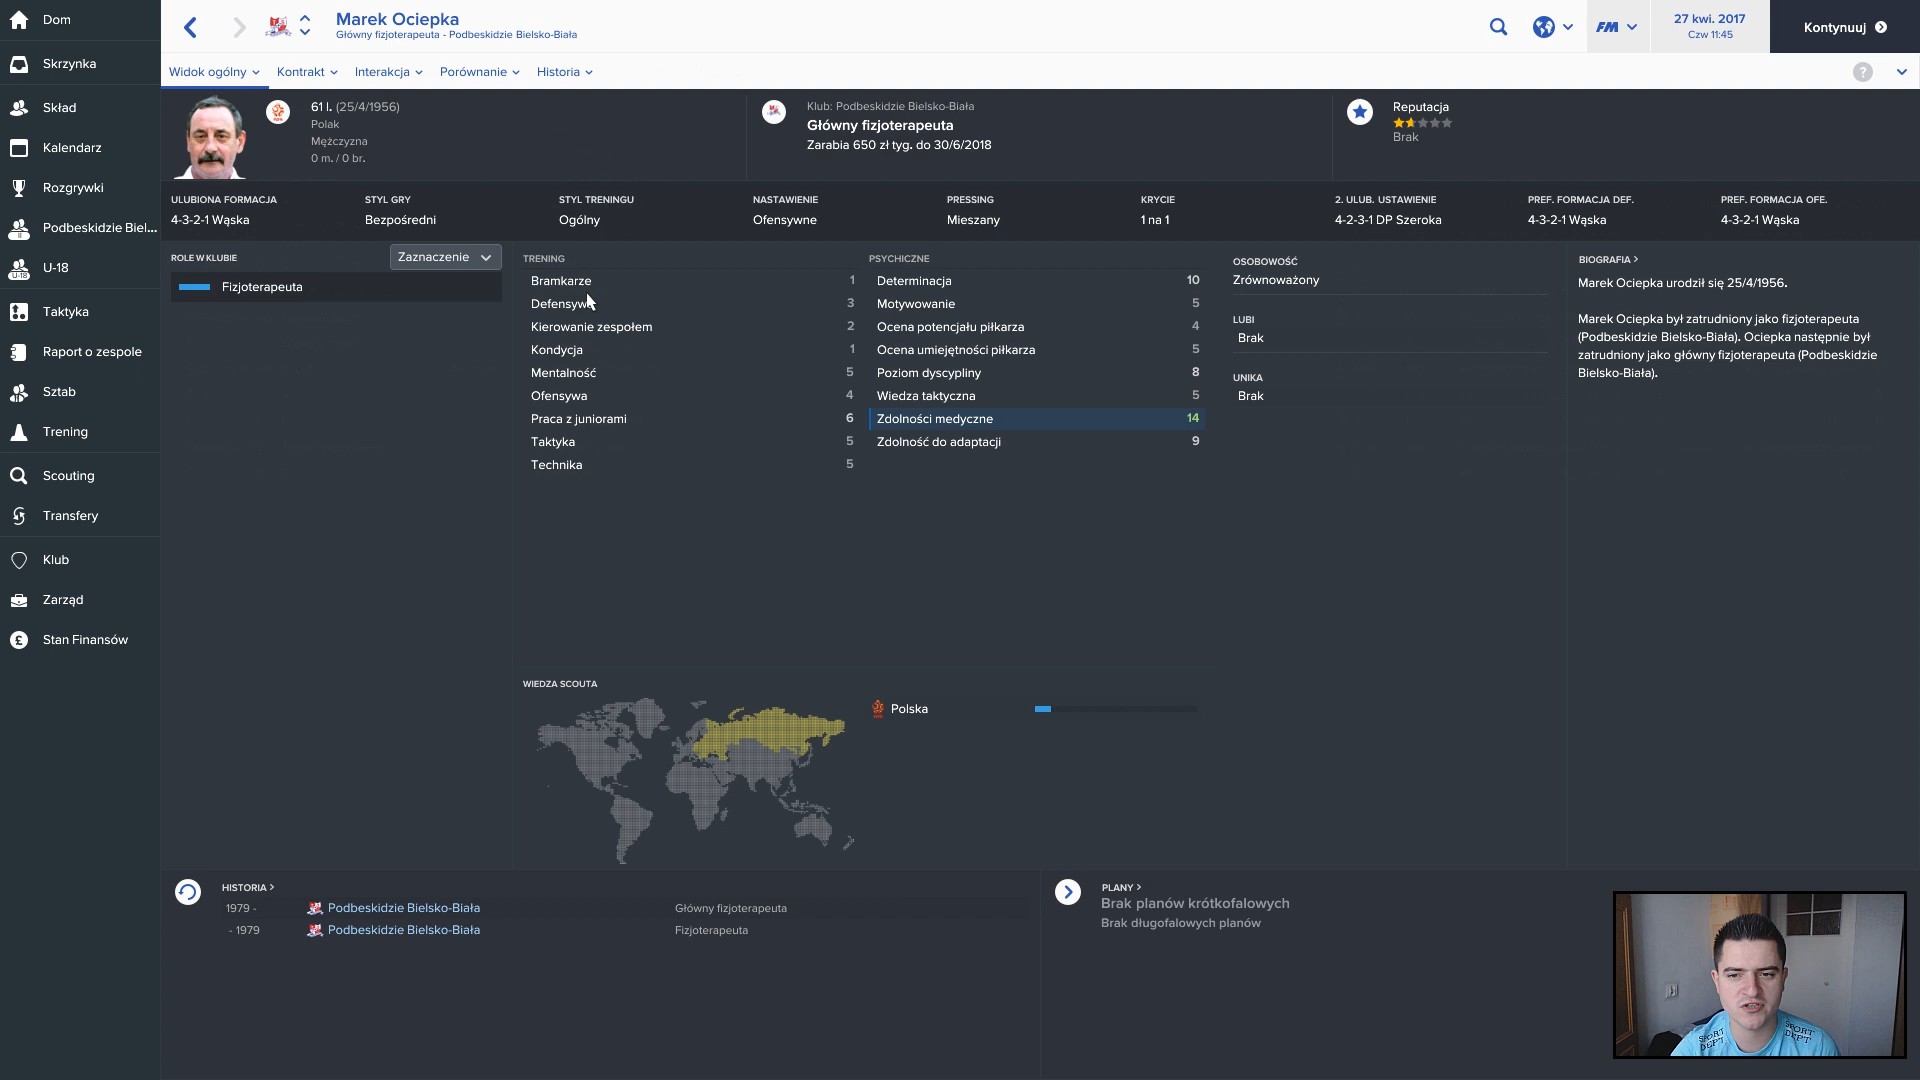 Dom
Skrzynka
Skład
Kalendarz
Rozgrywki
Podbeskidzie Biel...
U-18
Taktyka
Raport o zespole
Sztab
Trening
Scouting
Transfery
Klub
Zarząd
Stan Finansów
Marek Ociepka
Główny fizjoterapeuta - Podbeskidzie Bielsko-Biała
FM
27 kwi. 2017
Czw 11:45
Kontynuuj
Widok ogólny
Kontrakt
Interakcja
Porównanie
Historia
?
61 l. (25/4/1956)
Polak
Mężczyzna
0 m. / 0 br.
Klub: Podbeskidzie Bielsko-Biała
Główny fizjoterapeuta
Zarabia 650 zł tyg. do 30/6/2018
Reputacja
Brak
ULUBIONA FORMACJA
4-3-2-1 Wąska
STYL GRY
Bezpośredni
STYL TRENINGU
Ogólny
NASTAWIENIE
Ofensywne
PRESSING
Mieszany
KRYCIE
1 na 1
2. ULUB. USTAWIENIE
4-2-3-1 DP Szeroka
PREF. FORMACJA DEF.
4-3-2-1 Wąska
PREF. FORMACJA OFE.
4-3-2-1 Wąska
ROLE W KLUBIE
Zaznaczenie
Fizjoterapeuta
TRENING
Bramkarze 1
Defensywa 3
Kierowanie zespołem 2
Kondycja 1
Mentalność 5
Ofensywa 4
Praca z juniorami 6
Taktyka 5
Technika 5
PSYCHICZNE
Determinacja 10
Motywowanie 5
Ocena potencjału piłkarza 4
Ocena umiejętności piłkarza 5
Poziom dyscypliny 8
Wiedza taktyczna 5
Zdolności medyczne 14
Zdolność do adaptacji 9
OSOBOWOŚĆ
Zrównoważony
LUBI
Brak
UNIKA
Brak
BIOGRAFIA >
Marek Ociepka urodził się 25/4/1956.
Marek Ociepka był zatrudniony jako fizjoterapeuta
(Podbeskidzie Bielsko-Biała). Ociepka następnie był
zatrudniony jako główny fizjoterapeuta (Podbeskidzie
Bielsko-Biała).
WIEDZA SCOUTA
Polska
HISTORIA >
1979 - Podbeskidzie Bielsko-Biała Główny fizjoterapeuta
- 1979 Podbeskidzie Bielsko-Biała Fizjoterapeuta
PLANY >
Brak planów krótkofalowych
Brak długofalowych planów
SPORT
DEPT
SPORT
DEPT